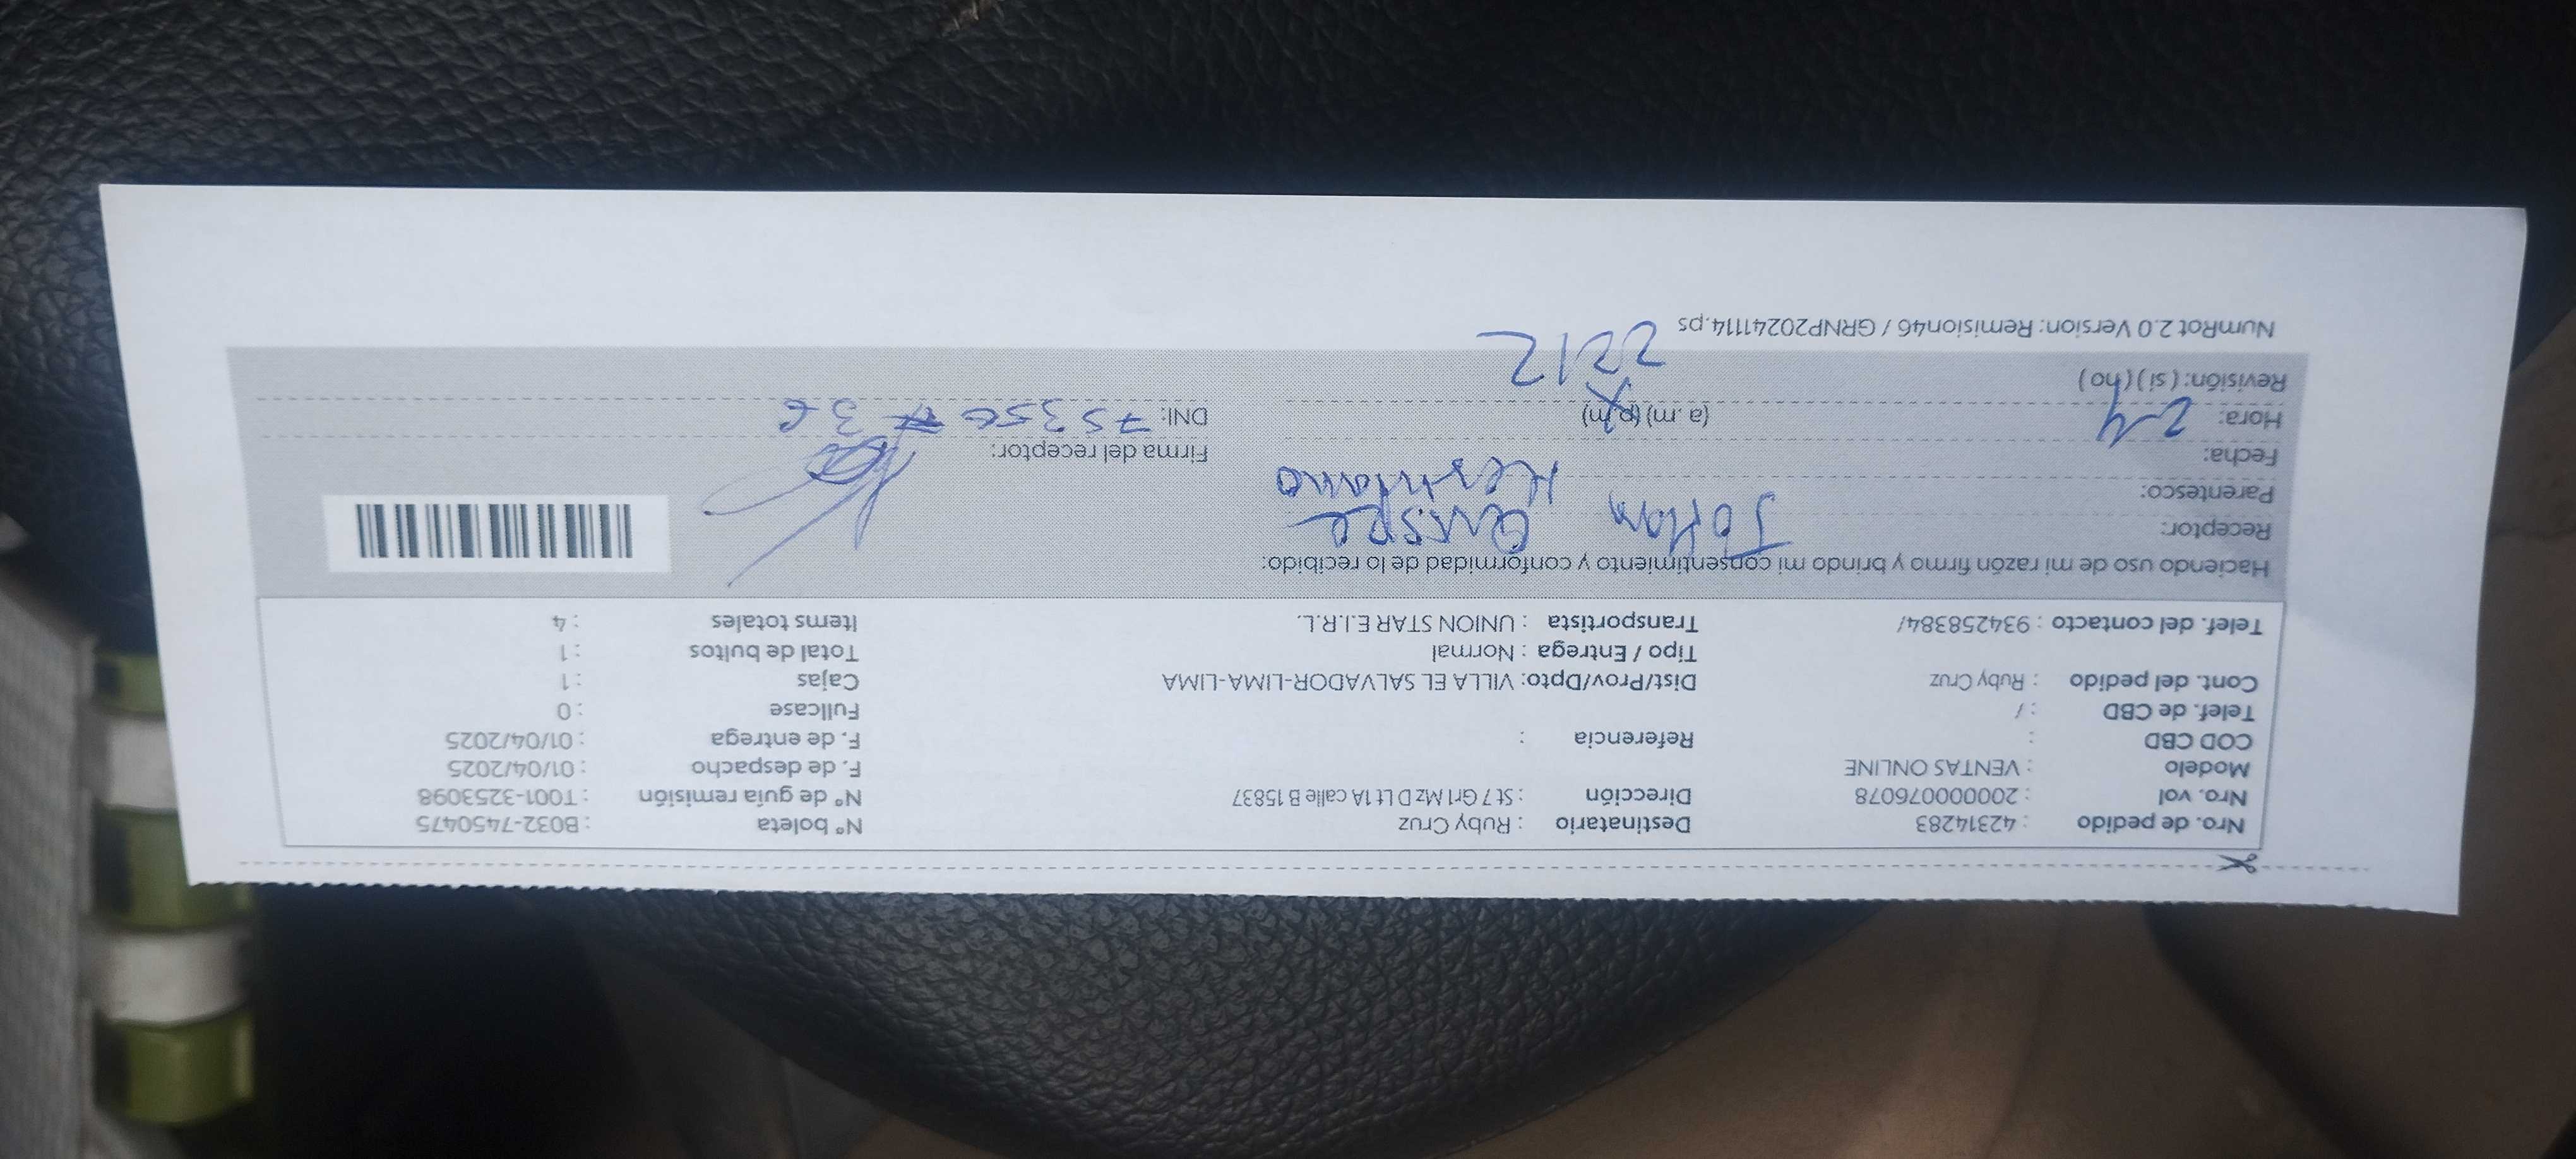 Nro. de pedido : 42314283 Destinatario : Ruby Cruz N° boleta : B032-7450475
Nro. vol : 20000076078 Dirección : St 7 Gr1 Mz D Lt 1A calle B 15837 N° de guía remisión : T001-3253098
Modelo : VENTAS ONLINE F. de despacho : 01/04/2025
COD CBD : Referencia : F. de entrega : 01/04/2025
Telef. de CBD : / Fullcase : 0
Cont. del pedido : Ruby Cruz Dist/Prov/Dpto: VILLA EL SALVADOR-LIMA-LIMA Cajas : 1
Tipo / Entrega : Normal Total de bultos : 1
Telef. del contacto : 934258384/ Transportista : UNION STAR E.I.R.L. Items totales : 4
Haciendo uso de mi razón firmo y brindo mi consentimiento y conformidad de lo recibido:
Receptor: Johan Quispe
Parentesco: Hermano
Fecha: Firma del receptor:
Hora: (a.m) (p.m) DNI:
Revisión: (si) (no)
2212
NumRot 2.0 Version: Remision46 / GRNP20241114.ps